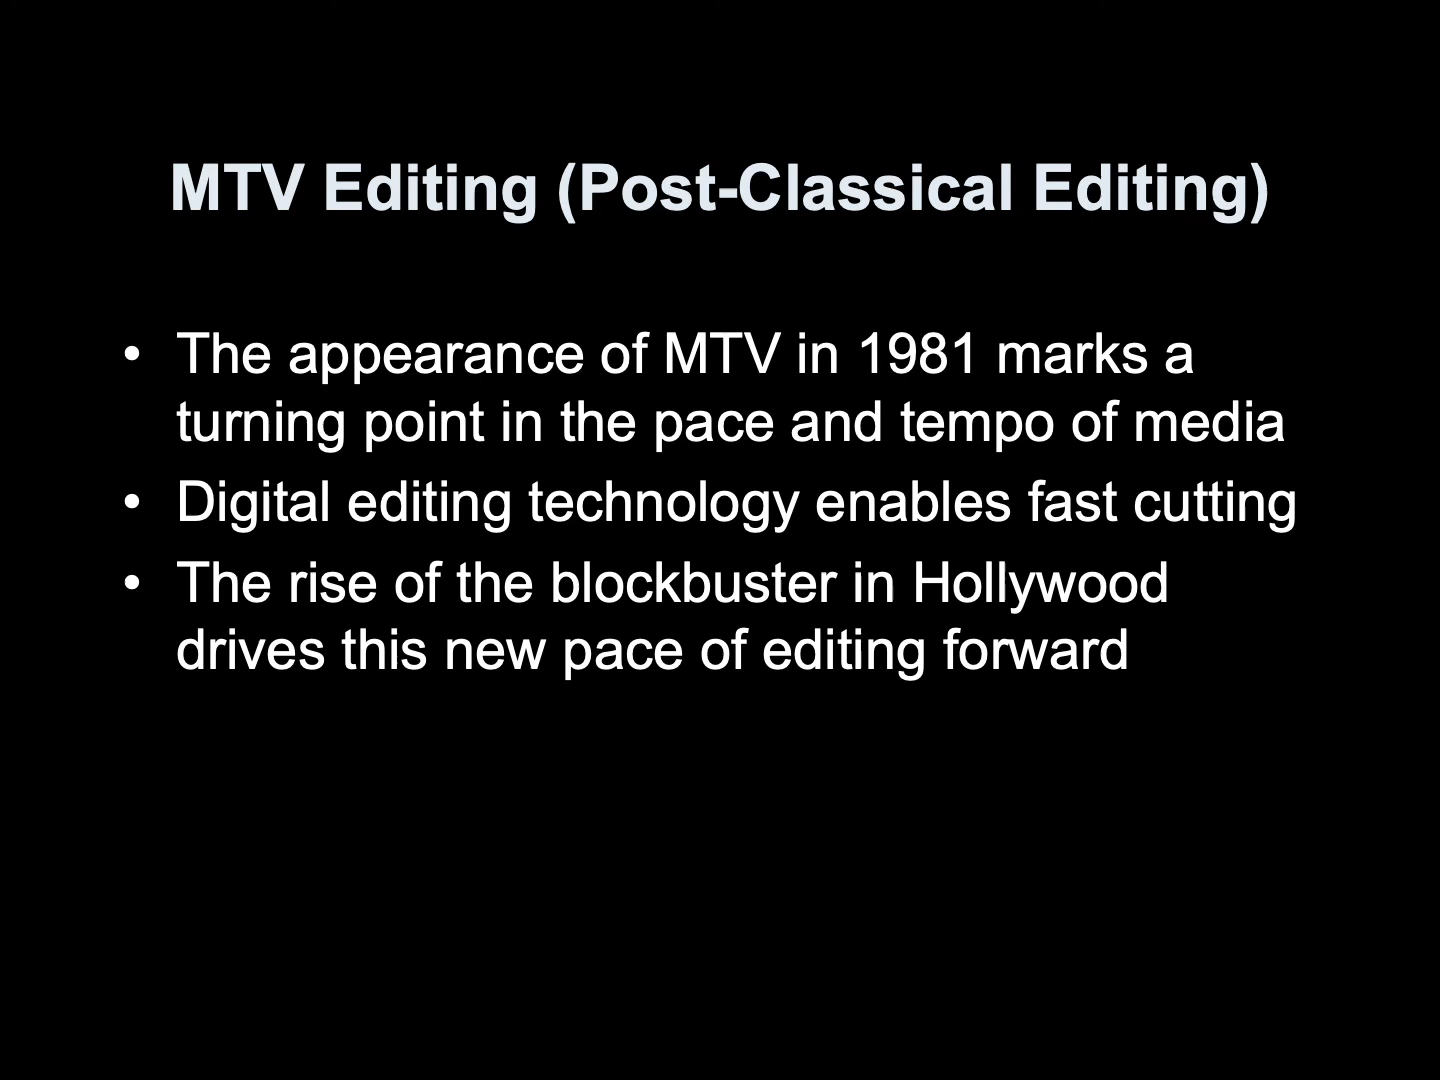 MTV Editing (Post-Classical Editing)
• The appearance of MTV in 1981 marks a
turning point in the pace and tempo of media
• Digital editing technology enables fast cutting
• The rise of the blockbuster in Hollywood
drives this new pace of editing forward